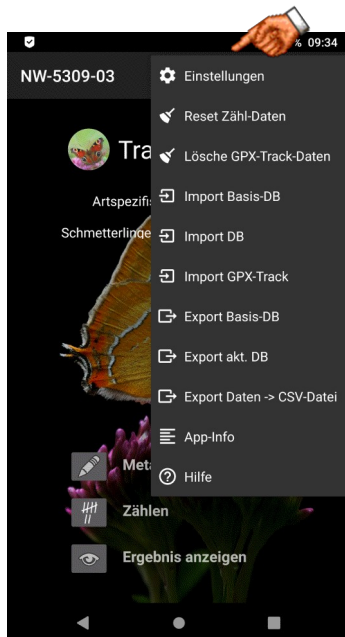 % 09:34
NW-5309-03
Einstellungen
Reset Zähl-Daten
Tra
Lösche GPX-Track-Daten
Artspezifi
Import Basis-DB
Schmetterlinge
Import DB
Import GPX-Track
Export Basis-DB
Export akt. DB
Export Daten -> CSV-Datei
App-Info
Meta
Hilfe
Zählen
Ergebnis anzeigen